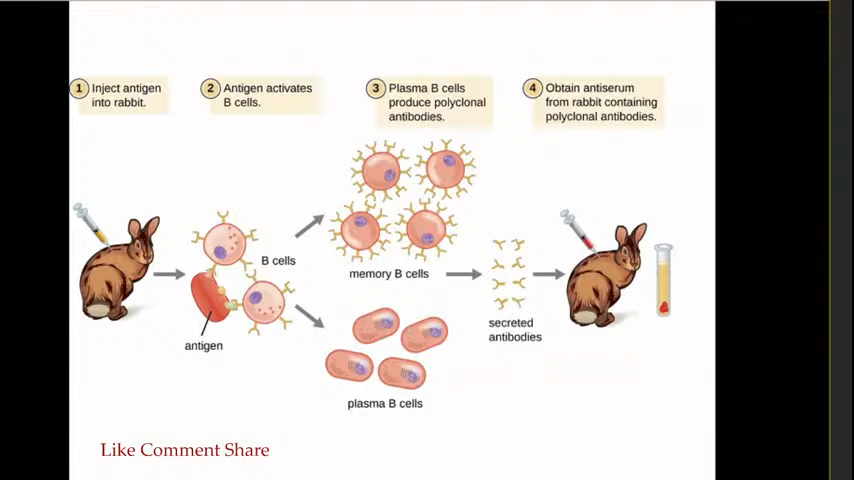 1 Inject antigen
into rabbit.
2 Antigen activates
B cells.
3 Plasma B cells
produce polyclonal
antibodies.
4 Obtain antiserum
from rabbit containing
polyclonal antibodies.
B cells
memory B cells
secreted
antibodies
antigen
plasma B cells
Like Comment Share